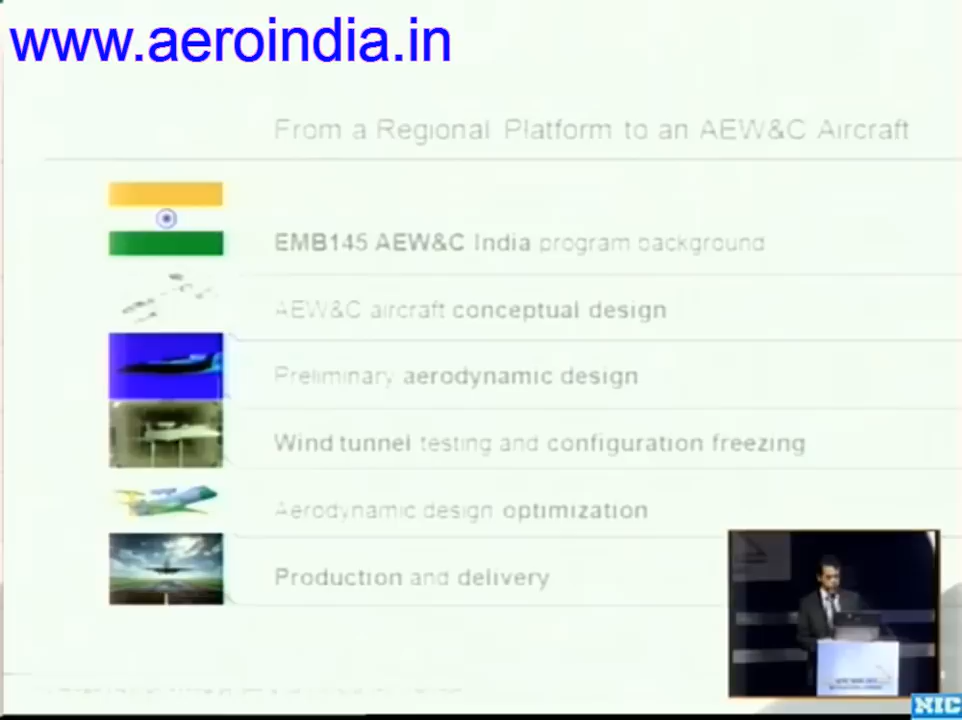 www.aeroindia.in
From a Regional Platform to an AEW&C Aircraft
EMB145 AEW&C India program background
AEW&C aircraft conceptual design
Preliminary aerodynamic design
Wind tunnel testing and configuration freezing
Aerodynamic design optimization
Production and delivery
NIC